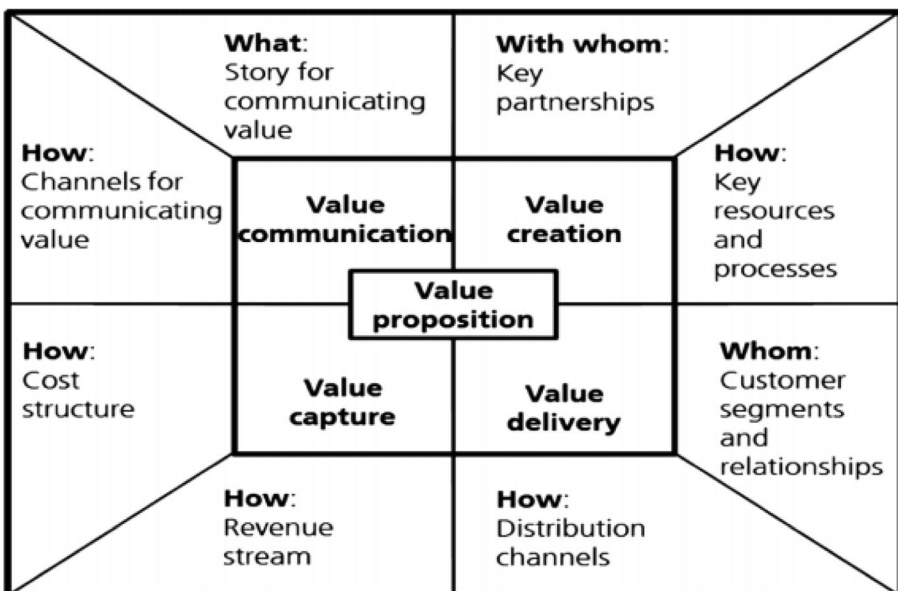 What:
Story for
communicating
value
With whom:
Key
partnerships
How:
Channels for
communicating
value
How:
Key
resources
and
processes
Value
communication
Value
creation
Value
proposition
Value
capture
Value
delivery
How:
Cost
structure
Whom:
Customer
segments
and
relationships
How:
Revenue
stream
How:
Distribution
channels